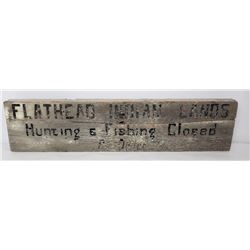 FLATHEAD INDIAN LANDS
Hunting & Fishing Closed